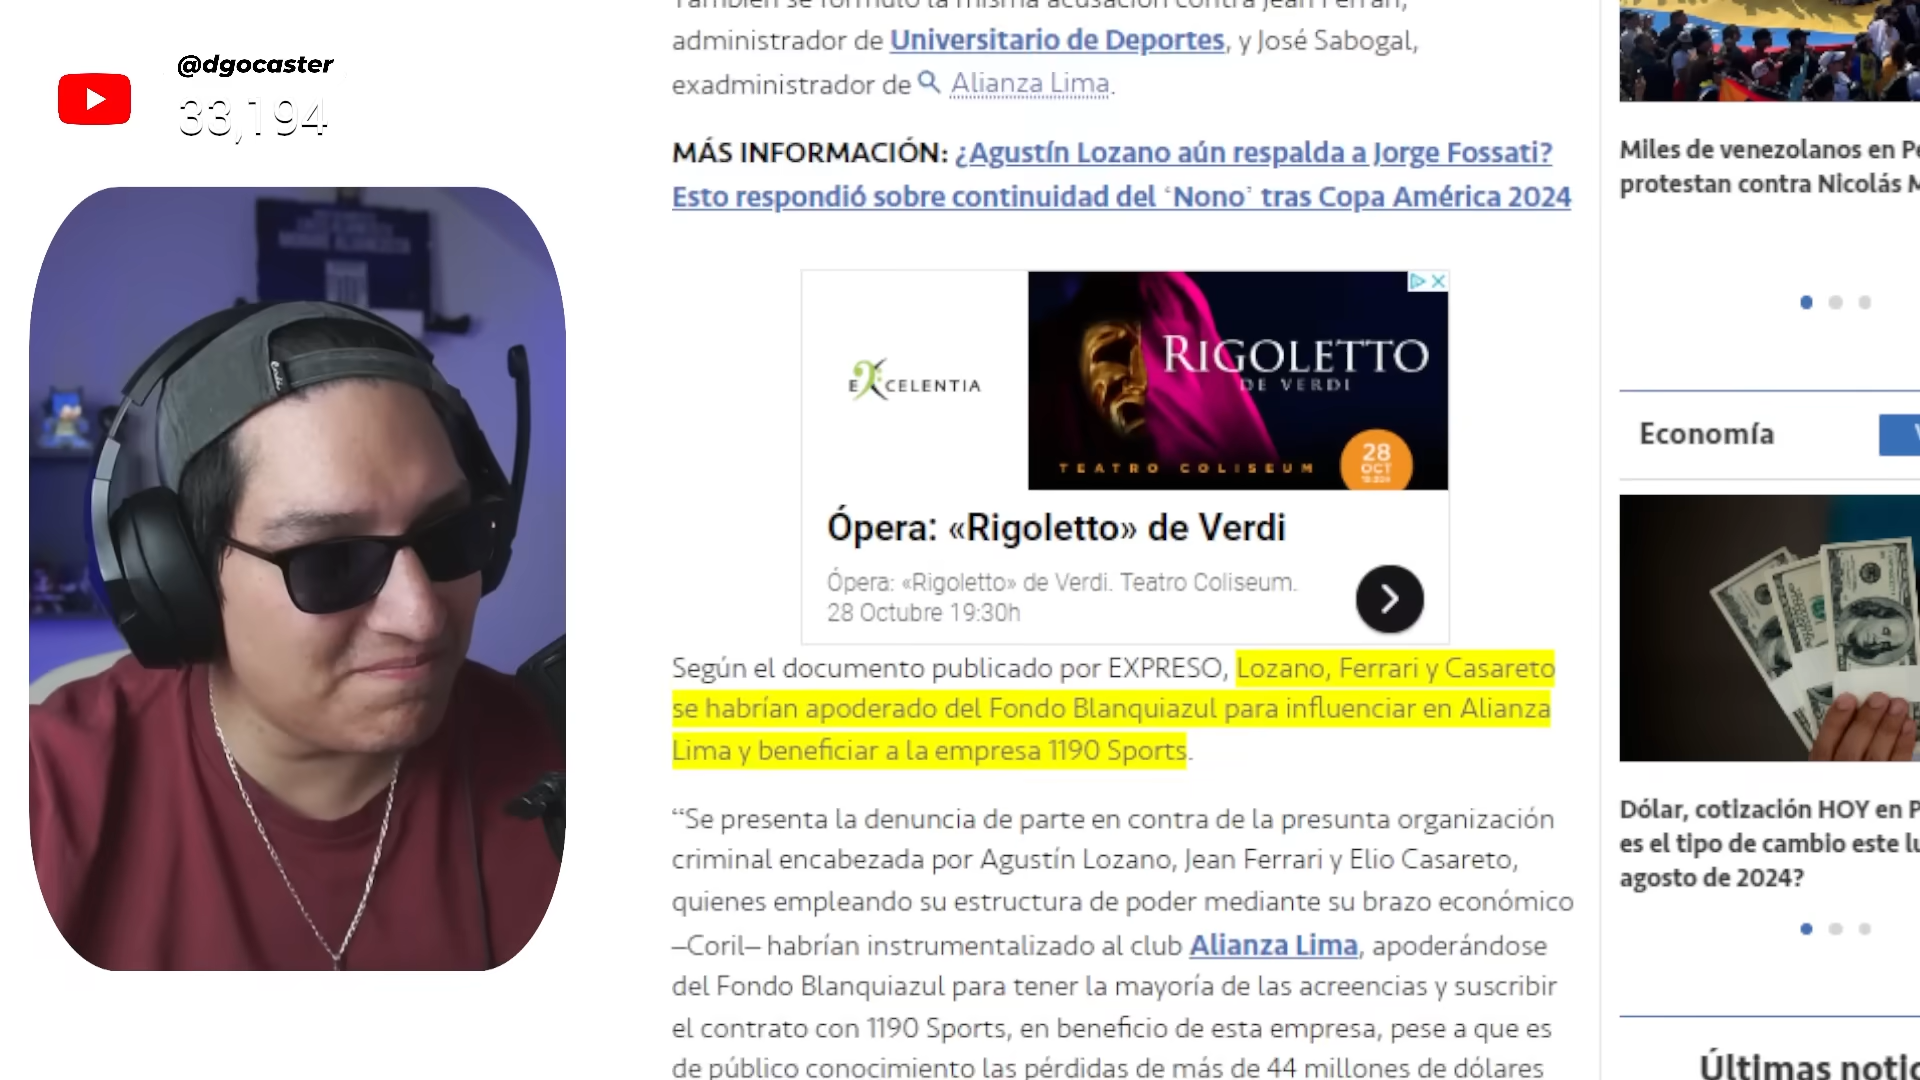 @dgocaster
33,194
administrador de Universitario de Deportes, y José Sabogal,
exadministrador de Alianza Lima.
MÁS INFORMACIÓN: ¿Agustín Lozano aún respalda a Jorge Fossati?
Esto respondió sobre continuidad del ‘Nono’ tras Copa América 2024
EXCELENTIA
RIGOLETTO
DE VERDI
TEATRO COLISEUM
28
OCT
Ópera: «Rigoletto» de Verdi
Ópera: «Rigoletto» de Verdi. Teatro Coliseum.
28 Octubre 19:30h
Según el documento publicado por EXPRESO, Lozano, Ferrari y Casareto
se habrían apoderado del Fondo Blanquiazul para influenciar en Alianza
Lima y beneficiar a la empresa 1190 Sports.
“Se presenta la denuncia de parte en contra de la presunta organización
criminal encabezada por Agustín Lozano, Jean Ferrari y Elio Casareto,
quienes empleando su estructura de poder mediante su brazo económico
–Coril– habrían instrumentalizado al club Alianza Lima, apoderándose
del Fondo Blanquiazul para tener la mayoría de las acreencias y suscribir
el contrato con 1190 Sports, en beneficio de esta empresa, pese a que es
de público conocimiento las pérdidas de más de 44 millones de dólares
Miles de venezolanos en Pe
protestan contra Nicolás M
Economía
Dólar, cotización HOY en P
es el tipo de cambio este lu
agosto de 2024?
Últimas notic